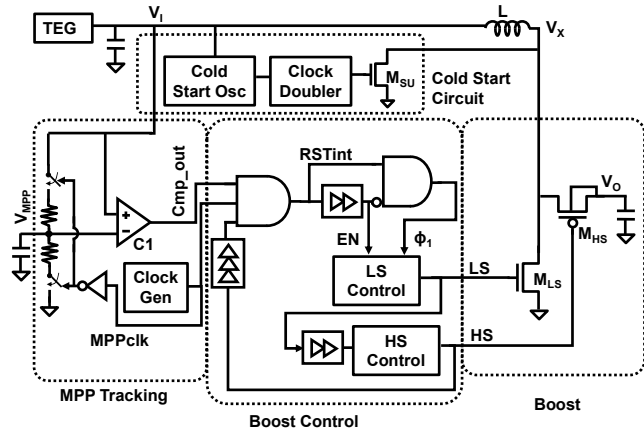 TEG
V_I
L
V_X
Cold
Start Osc
Clock
Doubler
M_SU
Cold Start
Circuit
V_MPP
+
-
C1
Cmp_out
RSTint
EN
ϕ_1
V_O
M_HS
Clock
Gen
LS
Control
LS
M_LS
MPPclk
HS
Control
HS
MPP Tracking
Boost Control
Boost